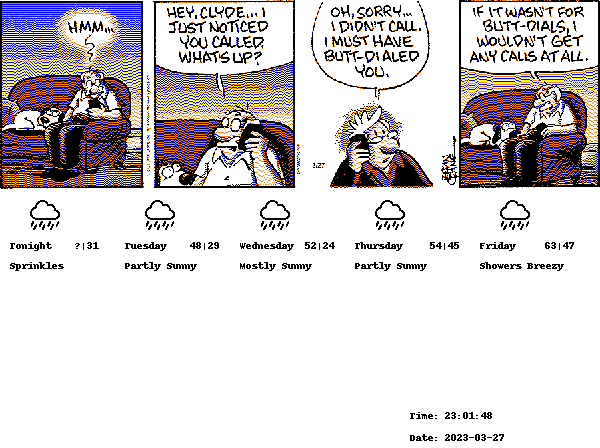 HMM...
?
HEY, CLYDE... I
JUST NOTICED
YOU CALLED.
WHAT'S UP?
OH, SORRY...
I DIDN'T CALL.
I MUST HAVE
BUTT-DIALED
YOU.
3.27
IF IT WASN'T FOR
BUTT-DIALS, I
WOULDN'T GET
ANY CALLS AT ALL.
Tonight ?|31
Sprinkles
Tuesday 48|29
Partly Sunny
Wednesday 52|24
Mostly Sunny
Thursday 54|45
Partly Sunny
Friday 63|47
Showers Breezy
Time: 23:01:48
Date: 2023-03-27